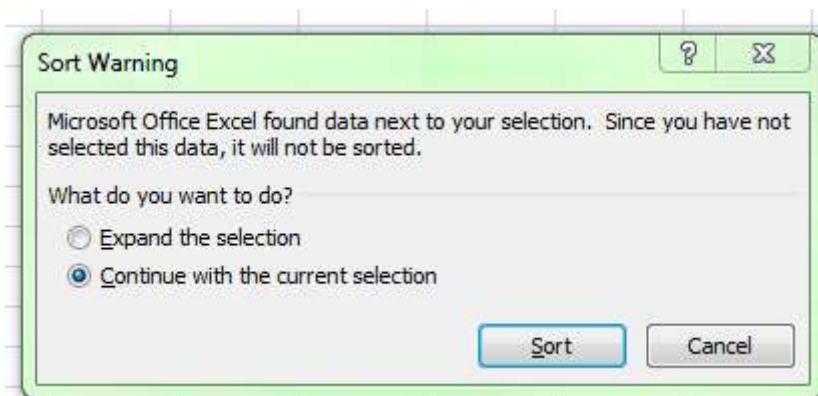 Sort Warning
Microsoft Office Excel found data next to your selection.  Since you have not
selected this data, it will not be sorted.
What do you want to do?
Expand the selection
Continue with the current selection
Sort
Cancel